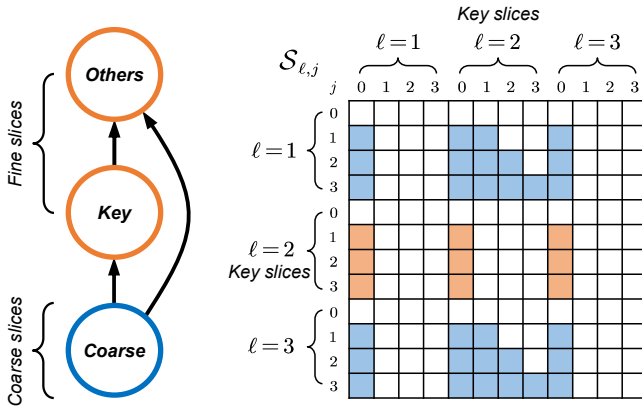 Others
Key
Coarse
Fine slices
Coarse slices
Key slices
ℓ=1 ℓ=2 ℓ=3
𝒮ℓ,j
j 0 1 2 3 0 1 2 3 0 1 2 3
0
1
ℓ=1
2
3
0
1
ℓ=2
2
Key slices
3
0
1
ℓ=3
2
3